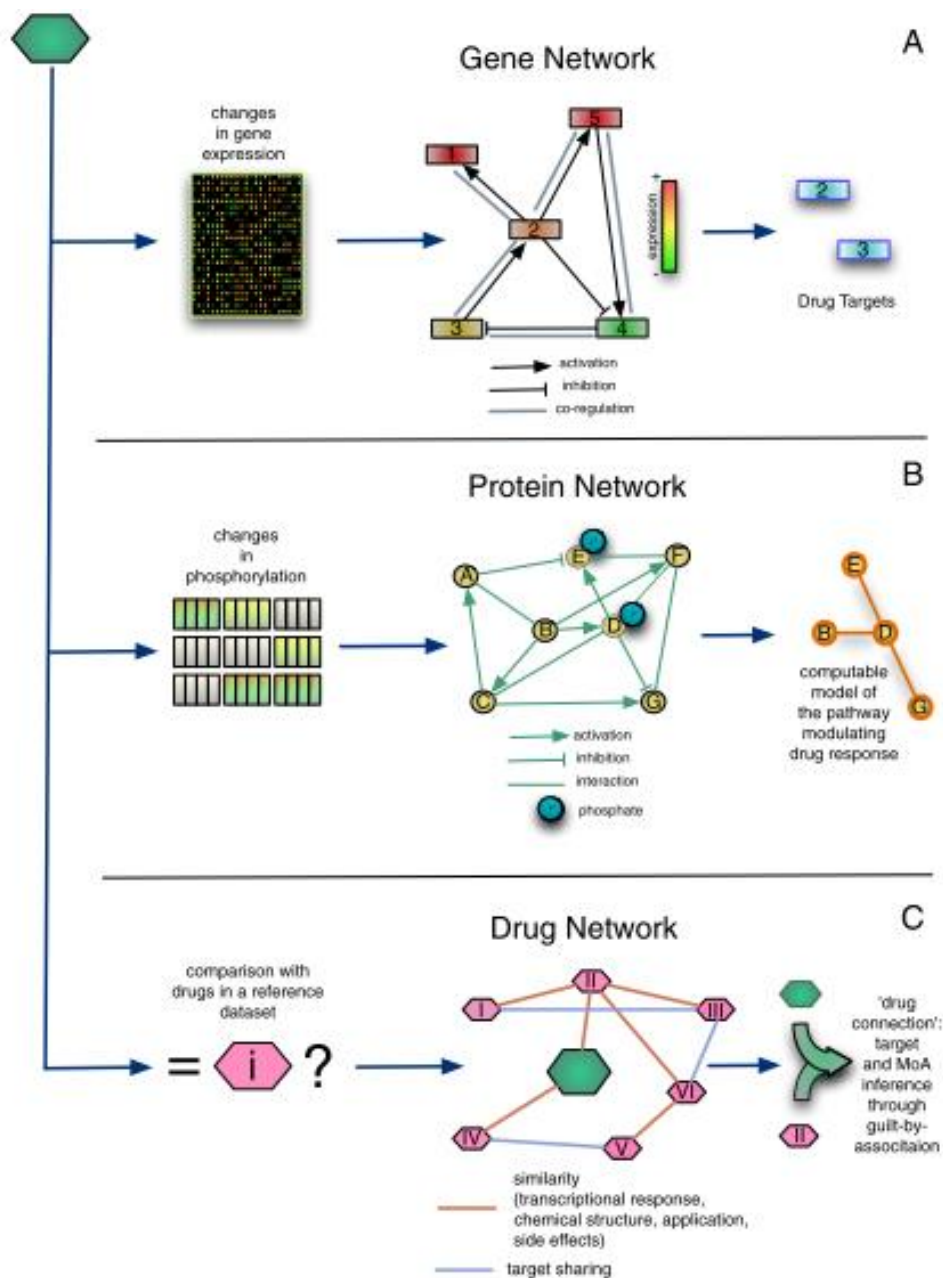 A
Gene Network
changes
in gene
expression
1
2
3
4
5
+
expression
-
2
3
Drug Targets
activation
inhibition
co-regulation
B
Protein Network
changes
in
phosphorylation
A
E
F
B
D
C
G
E
B
D
G
computable
model of
the pathway
modulating
drug response
activation
inhibition
interaction
phosphate
C
Drug Network
comparison with
drugs in a reference
dataset
= i ?
I
II
III
VI
IV
V
'drug
connection':
target
and MoA
inference
through
guilt-by-
associtaion
II
similarity
(transcriptional response,
chemical structure, application,
side effects)
target sharing